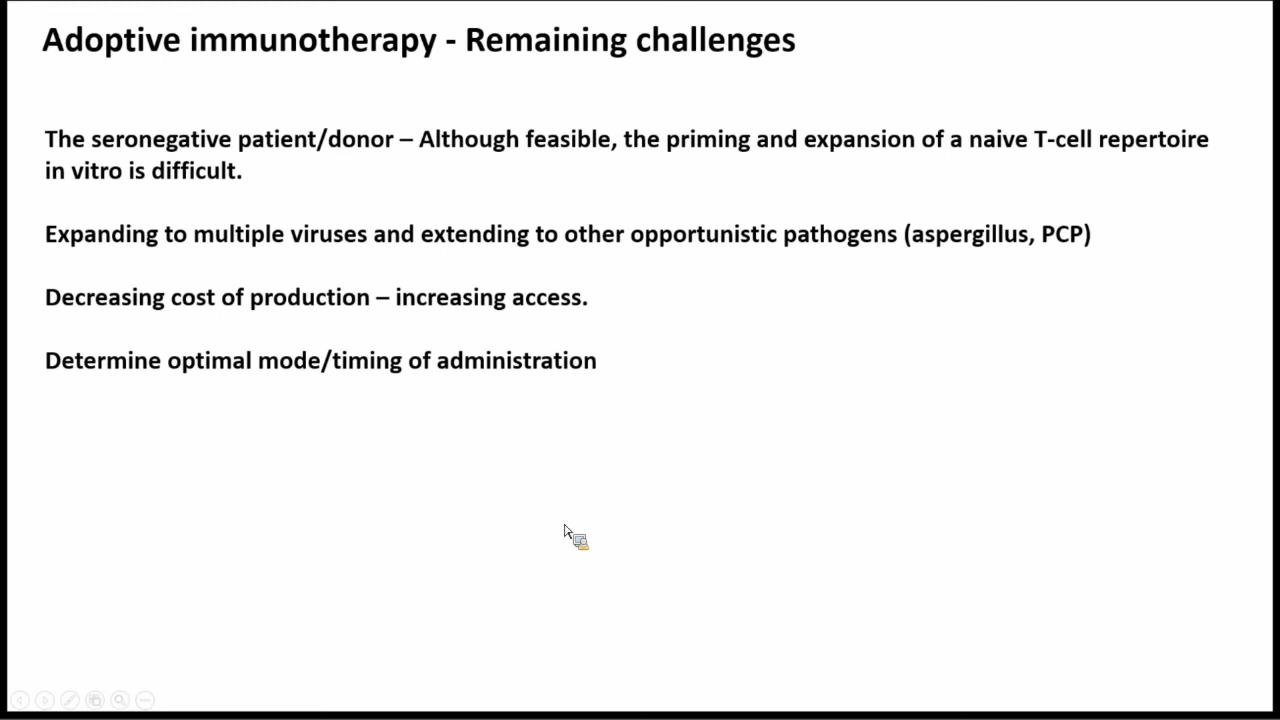 Adoptive immunotherapy - Remaining challenges
The seronegative patient/donor – Although feasible, the priming and expansion of a naive T-cell repertoire
in vitro is difficult.
Expanding to multiple viruses and extending to other opportunistic pathogens (aspergillus, PCP)
Decreasing cost of production – increasing access.
Determine optimal mode/timing of administration